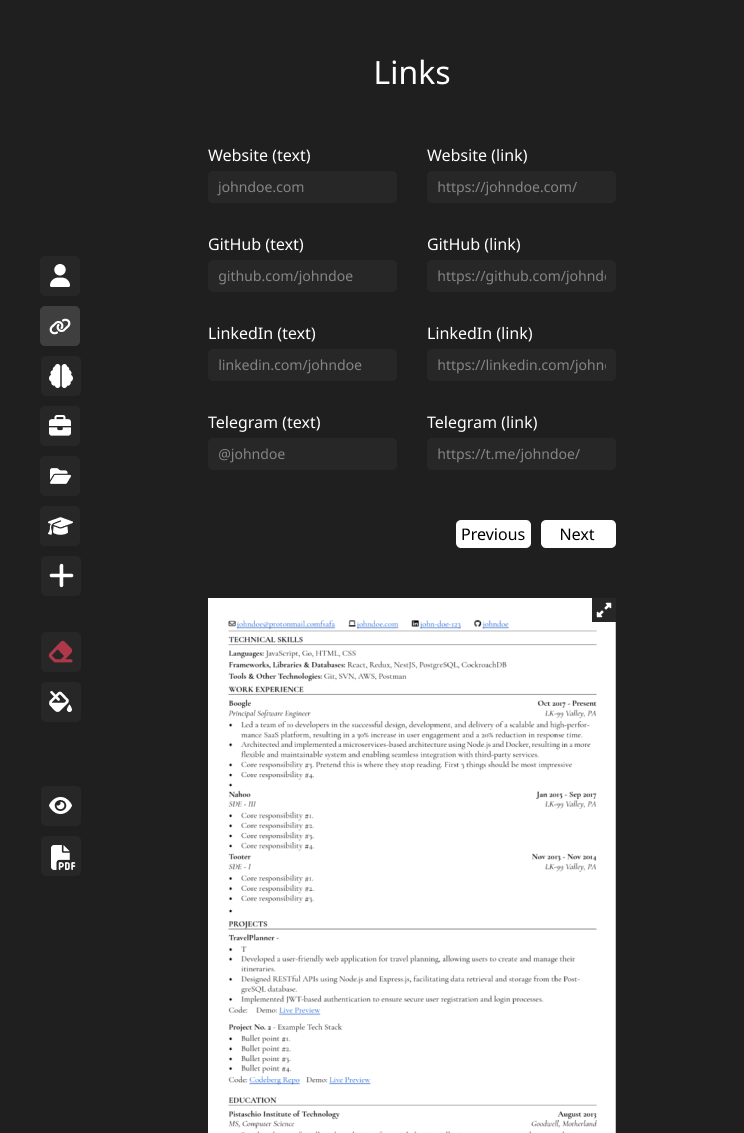 Links
Website (text) Website (link)
johndoe.com https://johndoe.com/
GitHub (text) GitHub (link)
github.com/johndoe https://github.com/johnd
LinkedIn (text) LinkedIn (link)
linkedin.com/johndoe https://linkedin.com/john
Telegram (text) Telegram (link)
@johndoe https://t.me/johndoe/
Previous Next
PDF
johndoe@protonmail.comfsafa johndoe.com john-doe-123 johndoe
TECHNICAL SKILLS
Languages: JavaScript, Go, HTML, CSS
Frameworks, Libraries & Databases: React, Redux, NestJS, PostgreSQL, CockroachDB
Tools & Other Technologies: Git, SVN, AWS, Postman
WORK EXPERIENCE
Boogle Oct 2017 - Present
Principal Software Engineer LK-99 Valley, PA
• Led a team of 10 developers in the successful design, development, and delivery of a scalable and high-perfor-
mance SaaS platform, resulting in a 30% increase in user engagement and a 20% reduction in response time.
• Architected and implemented a microservices-based architecture using Node.js and Docker, resulting in a more
flexible and maintainable system and enabling seamless integration with third-party services.
• Core responsibility #3. Pretend this is where they stop reading. First 3 things should be most impressive
• Core responsibility #4.
•
Nahoo Jan 2015 - Sep 2017
SDE - III LK-99 Valley, PA
• Core responsibility #1.
• Core responsibility #2.
• Core responsibility #3.
• Core responsibility #4.
Tooter Nov 2013 - Nov 2014
SDE - I LK-99 Valley, PA
• Core responsibility #1.
• Core responsibility #2.
• Core responsibility #3.
•
PROJECTS
TravelPlanner -
• T
• Developed a user-friendly web application for travel planning, allowing users to create and manage their
itineraries.
• Designed RESTful APIs using Node.js and Express.js, facilitating data retrieval and storage from the Post-
greSQL database.
• Implemented JWT-based authentication to ensure secure user registration and login processes.
Code: Demo: Live Preview
Project No. 2 - Example Tech Stack
• Bullet point #1.
• Bullet point #2.
• Bullet point #3.
• Bullet point #4.
Code: Codeberg Repo Demo: Live Preview
EDUCATION
Pistaschio Institute of Technology August 2013
MS, Computer Science Goodwell, Motherland